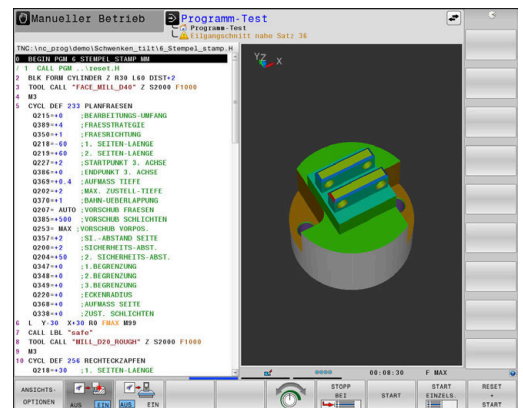 Manueller Betrieb
Programm-Test
Programm-Test
Eilgangschnitt nahe Satz 36
TNC:\nc_prog\demo\Schwenken_tilt\6_Stempel_stamp.H
0 BEGIN PGM 6_STEMPEL_STAMP MM
/ 1 CALL PGM ..\reset.H
2 BLK FORM CYLINDER Z R30 L60 DIST+2
3 TOOL CALL "FACE_MILL_D40" Z S2000 F1000
4 M3
5 CYCL DEF 233 PLANFRAESEN
Q215=+0 ;BEARBEITUNGS-UMFANG
Q389=+4 ;FRAESSTRATEGIE
Q350=+1 ;FRAESRICHTUNG
Q218=-60 ;1. SEITEN-LAENGE
Q219=+60 ;2. SEITEN-LAENGE
Q227=+2 ;STARTPUNKT 3. ACHSE
Q386=+0 ;ENDPUNKT 3. ACHSE
Q369=+0.4 ;AUFMASS TIEFE
Q202=+2 ;MAX. ZUSTELL-TIEFE
Q370=+1 ;BAHN-UEBERLAPPUNG
Q207= AUTO ;VORSCHUB FRAESEN
Q385=+500 ;VORSCHUB SCHLICHTEN
Q253= MAX ;VORSCHUB VORPOS.
Q357=+2 ;SI.-ABSTAND SEITE
Q200=+2 ;SICHERHEITS-ABST.
Q204=+50 ;2. SICHERHEITS-ABST.
Q347=+0 ;1.BEGRENZUNG
Q348=+0 ;2.BEGRENZUNG
Q349=+0 ;3.BEGRENZUNG
Q220=+0 ;ECKENRADIUS
Q368=+0 ;AUFMASS SEITE
Q338=+0 ;ZUST. SCHLICHTEN
6 L Y-30 X+30 R0 FMAX M99
7 CALL LBL "safe"
8 TOOL CALL "MILL_D20_ROUGH" Z S2000 F1000
9 M3
10 CYCL DEF 256 RECHTECKZAPFEN
Q218=+30 ;1. SEITEN-LAENGE
YZ X
00:08:30 F MAX
ANSICHTS-
OPTIONEN
AUS EIN
AUS EIN
STOPP
BEI
START
START
EINZELS.
RESET
+
START